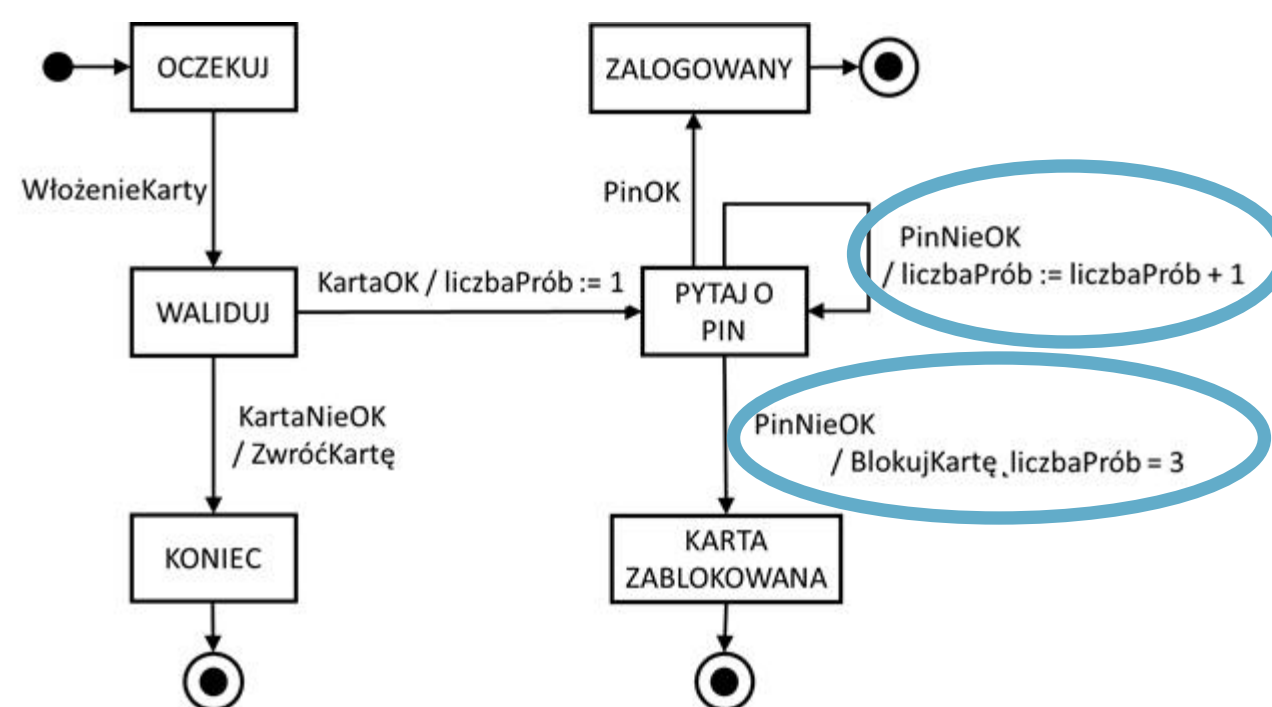 OCZEKUJ
ZALOGOWANY
WłożenieKarty
PinOK
PinNieOK
/ liczbaPrób := liczbaPrób + 1
WALIDUJ
KartaOK / liczbaPrób := 1
PYTAJ O
PIN
KartaNieOK
/ ZwróćKartę
PinNieOK
/ BlokujKartę˛liczbaPrób = 3
KONIEC
KARTA
ZABLOKOWANA